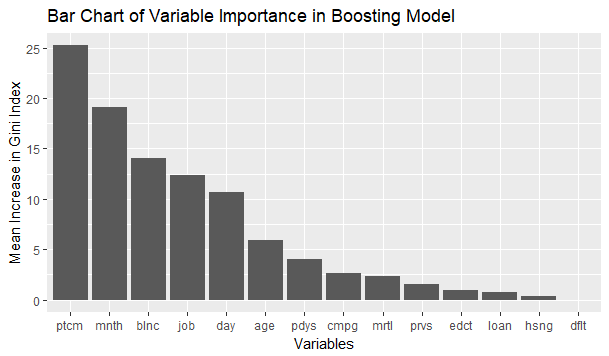 Bar Chart of Variable Importance in Boosting Model
Mean Increase in Gini Index
25
20
15
10
5
0
ptcm mnth blnc job day age pdys cmpg mrtl prvs edct loan hsng dflt
Variables